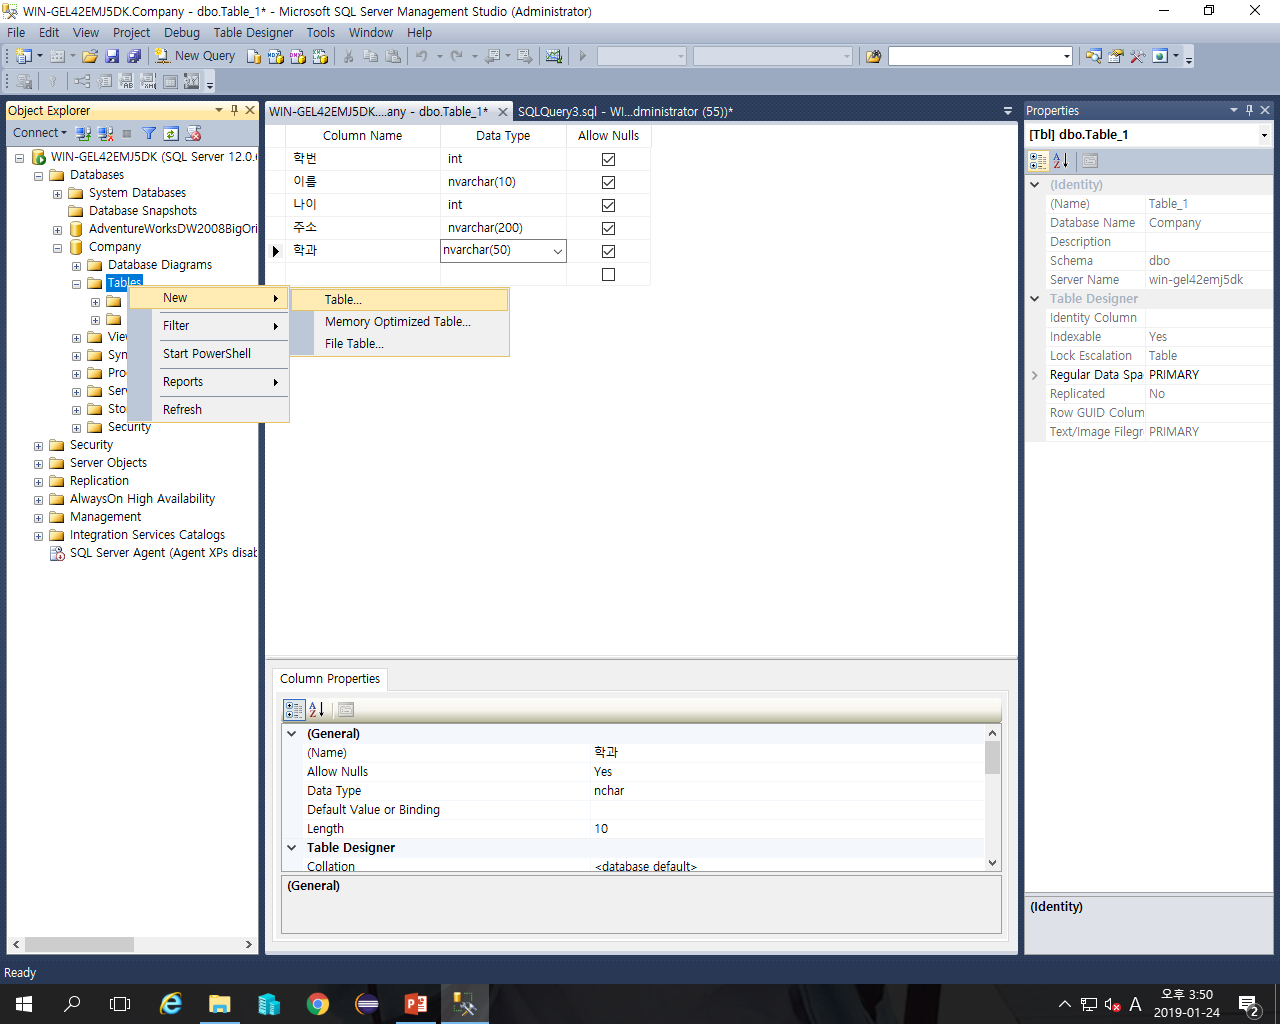 WIN-GEL42EMJ5DK.Company - dbo.Table_1* - Microsoft SQL Server Management Studio (Administrator)
File Edit View Project Debug Table Designer Tools Window Help
New Query
Object Explorer
Connect
WIN-GEL42EMJ5DK (SQL Server 12.0.
Databases
System Databases
Database Snapshots
AdventureWorksDW2008BigOri
Company
Database Diagrams
Tables
View
Syn
Pro
Ser
Sto
Security
Security
Server Objects
Replication
AlwaysOn High Availability
Management
Integration Services Catalogs
SQL Server Agent (Agent XPs disab
New
Filter
Start PowerShell
Reports
Refresh
Table...
Memory Optimized Table...
File Table...
WIN-GEL42EMJ5DK....any - dbo.Table_1*
SQLQuery3.sql - WI...dministrator (55))*
Column Name Data Type Allow Nulls
학번 int
이름 nvarchar(10)
나이 int
주소 nvarchar(200)
학과 nvarchar(50)
Column Properties
(General)
(Name) 학과
Allow Nulls Yes
Data Type nchar
Default Value or Binding
Length 10
Table Designer
Collation <database default>
(General)
Properties
[Tbl] dbo.Table_1
(Identity)
(Name) Table_1
Database Name Company
Description
Schema dbo
Server Name win-gel42emj5dk
Table Designer
Identity Column
Indexable Yes
Lock Escalation Table
Regular Data Spa PRIMARY
Replicated No
Row GUID Colum
Text/Image Filegr PRIMARY
(Identity)
Ready
A
오후 3:50
2019-01-24
2